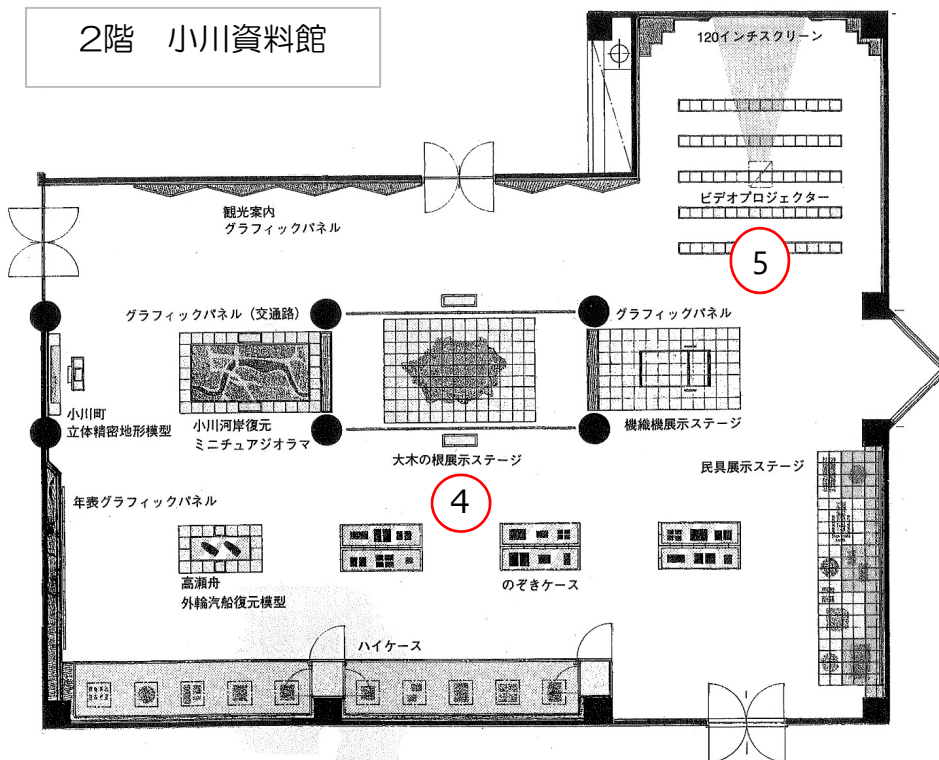 2階　小川資料館
120インチスクリーン
ビデオプロジェクター
5
観光案内
グラフィックパネル
グラフィックパネル（交通路）
グラフィッグパネル
小川町
立体精密地形模型
小川河岸復元
ミニチュアジオラマ
大木の根展示ステージ
機織機展示ステージ
民具展示ステージ
年表グラフィックパネル
4
高瀬舟
外輪汽船復元模型
のぞきケース
ハイケース